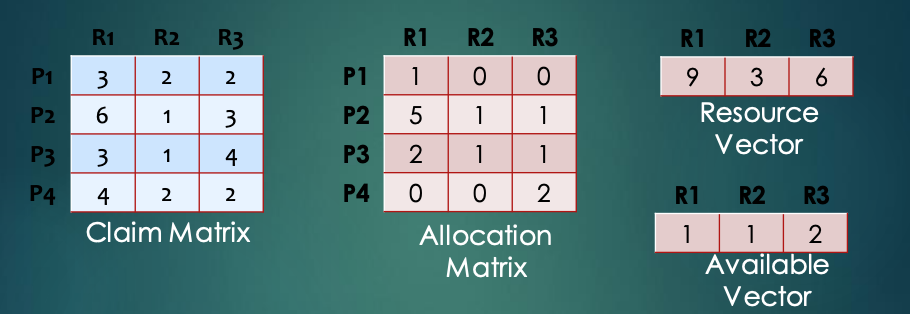 R1 R2 R3
P1 3 2 2
P2 6 1 3
P3 3 1 4
P4 4 2 2
Claim Matrix
R1 R2 R3
P1 1 0 0
P2 5 1 1
P3 2 1 1
P4 0 0 2
Allocation
Matrix
R1 R2 R3
9 3 6
Resource
Vector
R1 R2 R3
1 1 2
Available
Vector